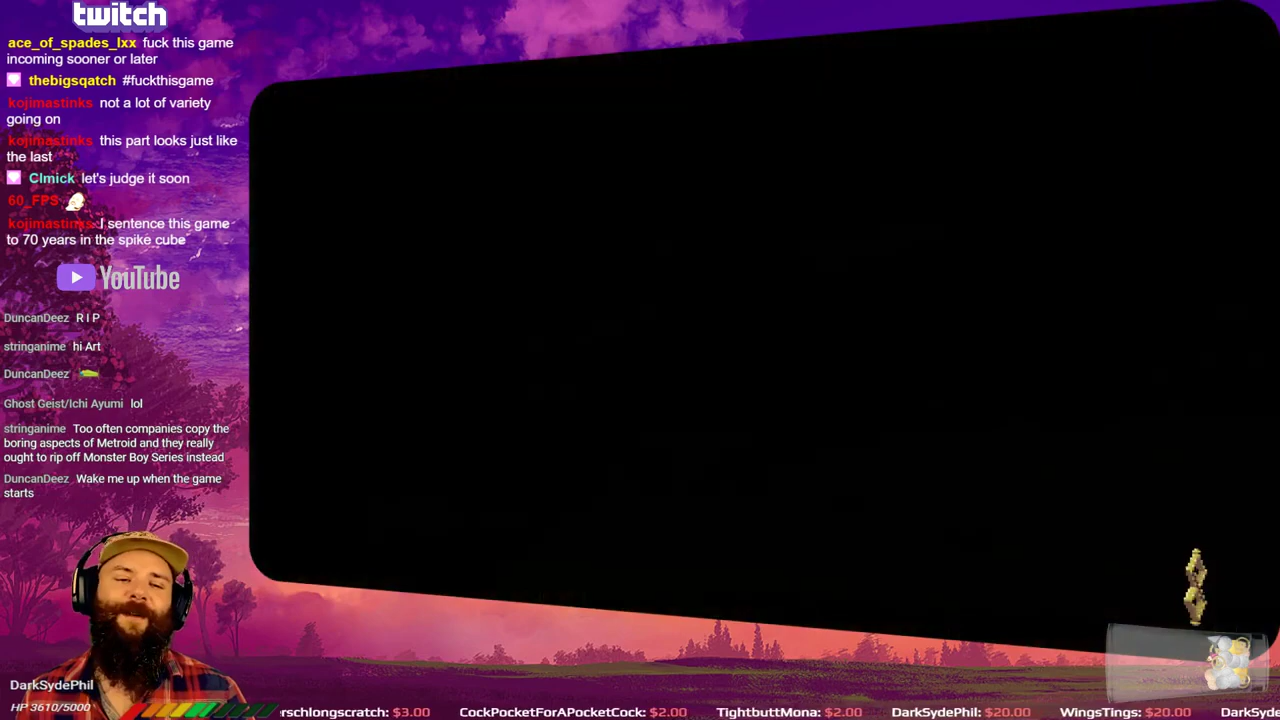 twitch
ace_of_spades_lxx fuck this game
incoming sooner or later
thebigsqatch #fuckthisgame
kojimastinks not a lot of variety
going on
kojimastinks this part looks just like
the last
Clmick let's judge it soon
60_FPS
kojimastinks I sentence this game
to 70 years in the spike cube
YouTube
DuncanDeez R I P
stringanime hi Art
DuncanDeez
Ghost Geist/Ichi Ayumi lol
stringanime Too often companies copy the
boring aspects of Metroid and they really
ought to rip off Monster Boy Series instead
DuncanDeez Wake me up when the game
starts
DarkSydePhil
HP 3610/5000
rschlongscratch: $3.00 CockPocketForAPocketCock: $2.00 TightbuttMona: $2.00 DarkSydePhil: $20.00 WingsTings: $20.00 DarkSyde